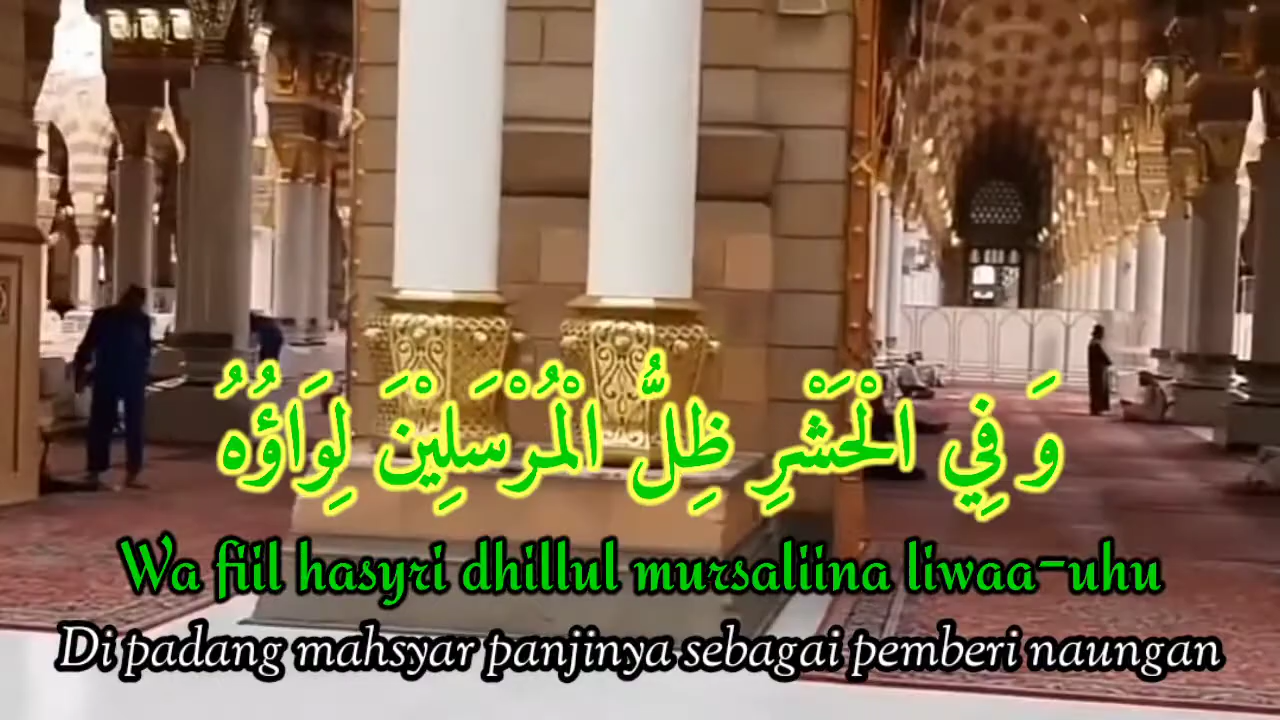 وَ فِي الْحَشْرِ ظِلُّ الْمُرْسَلِيْنَ لِوَاؤُهُ
Wa fiil hasyri dhillul mursaliina liwaa-uhu
Di padang mahsyar panjinya sebagai pemberi naungan